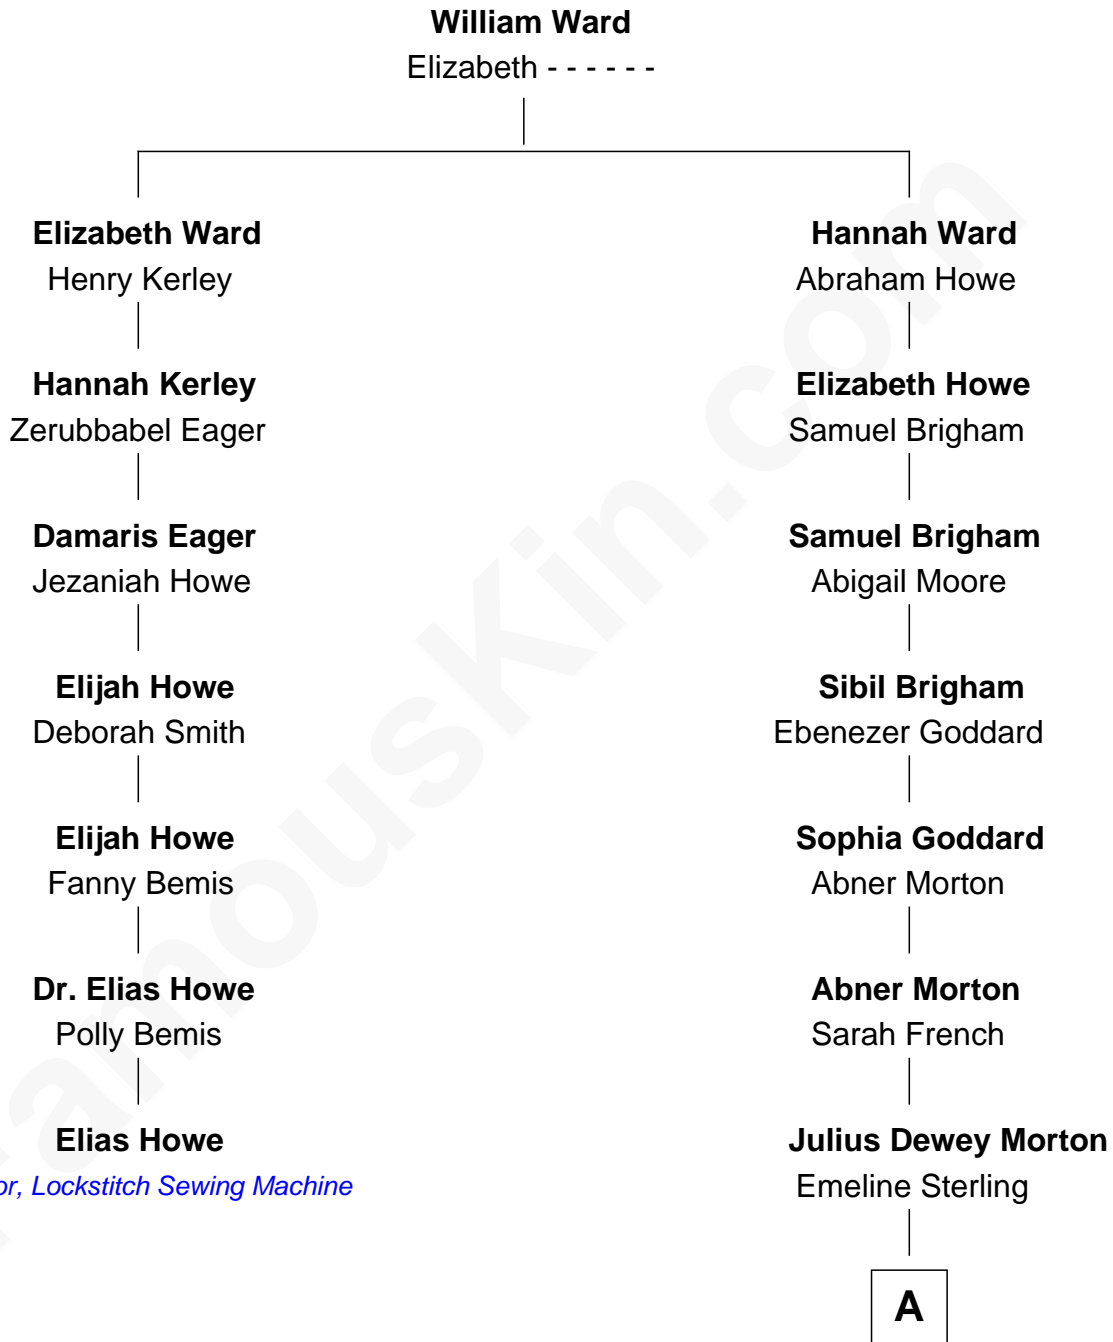 William Ward
Elizabeth - - - - - -
Elizabeth Ward
Henry Kerley
Hannah Ward
Abraham Howe
Hannah Kerley
Zerubbabel Eager
Elizabeth Howe
Samuel Brigham
Damaris Eager
Jezaniah Howe
Samuel Brigham
Abigail Moore
Elijah Howe
Deborah Smith
Sibil Brigham
Ebenezer Goddard
Elijah Howe
Fanny Bemis
Sophia Goddard
Abner Morton
Dr. Elias Howe
Polly Bemis
Abner Morton
Sarah French
Elias Howe
or, Lockstitch Sewing Machine
Julius Dewey Morton
Emeline Sterling
A
FamousKin.com